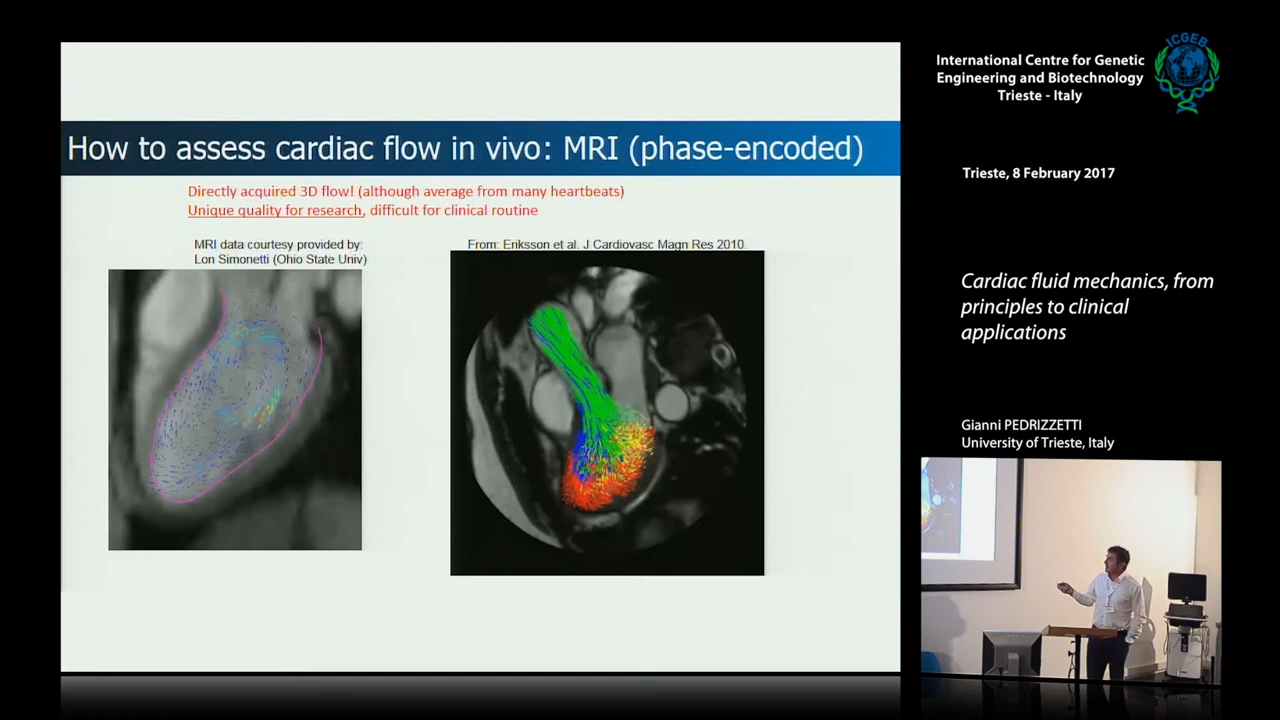 How to assess cardiac flow in vivo: MRI (phase-encoded)
Directly acquired 3D flow! (although average from many heartbeats)
Unique quality for research, difficult for clinical routine
MRI data courtesy provided by:
Lon Simonetti (Ohio State Univ)
From: Eriksson et al. J Cardiovasc Magn Res 2010.
International Centre for Genetic
Engineering and Biotechnology
Trieste - Italy
ICGEB
Trieste, 8 February 2017
Cardiac fluid mechanics, from
principles to clinical
applications
Gianni PEDRIZZETTI
University of Trieste, Italy